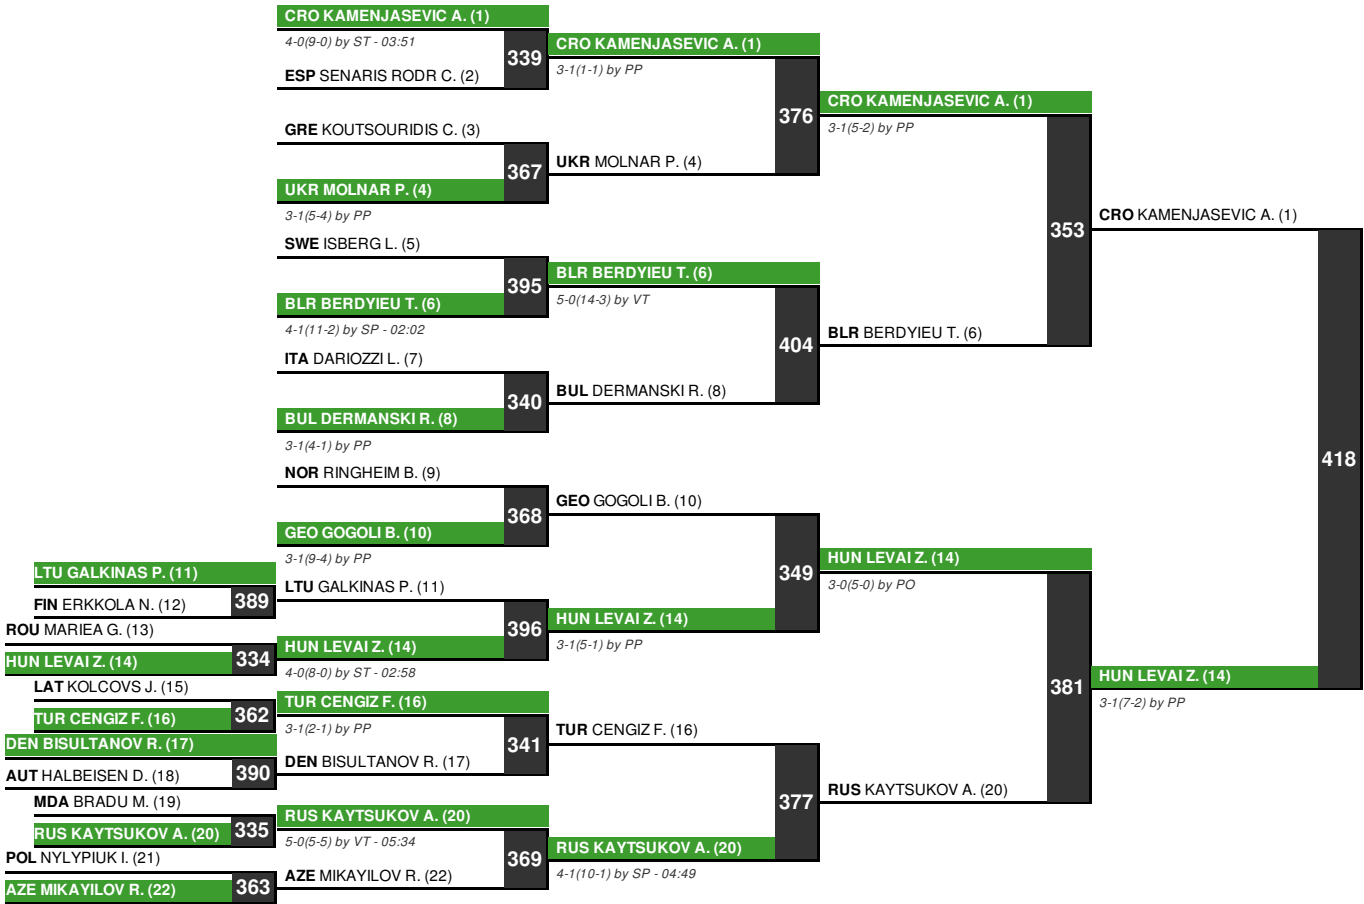 CRO KAMENJASEVIC A. (1)
4-0(9-0) by ST - 03:51
339
ESP SENARIS RODR C. (2)
GRE KOUTSOURIDIS C. (3)
367
UKR MOLNAR P. (4)
3-1(5-4) by PP
SWE ISBERG L. (5)
395
BLR BERDYIEU T. (6)
4-1(11-2) by SP - 02:02
ITA DARIOZZI L. (7)
340
BUL DERMANSKI R. (8)
3-1(4-1) by PP
NOR RINGHEIM B. (9)
368
GEO GOGOLI B. (10)
3-1(9-4) by PP
LTU GALKINAS P. (11)
FIN ERKKOLA N. (12)
389
ROU MARIEA G. (13)
HUN LEVAI Z. (14)
334
LAT KOLCOVS J. (15)
TUR CENGIZ F. (16)
362
DEN BISULTANOV R. (17)
AUT HALBEISEN D. (18)
390
MDA BRADU M. (19)
RUS KAYTSUKOV A. (20)
335
POL NYLYPIUK I. (21)
AZE MIKAYILOV R. (22)
363
LTU GALKINAS P. (11)
396
HUN LEVAI Z. (14)
4-0(8-0) by ST - 02:58
TUR CENGIZ F. (16)
3-1(2-1) by PP
341
DEN BISULTANOV R. (17)
RUS KAYTSUKOV A. (20)
5-0(5-5) by VT - 05:34
369
AZE MIKAYILOV R. (22)
CRO KAMENJASEVIC A. (1)
3-1(1-1) by PP
376
UKR MOLNAR P. (4)
BLR BERDYIEU T. (6)
5-0(14-3) by VT
404
BUL DERMANSKI R. (8)
GEO GOGOLI B. (10)
349
HUN LEVAI Z. (14)
3-1(5-1) by PP
TUR CENGIZ F. (16)
377
RUS KAYTSUKOV A. (20)
4-1(10-1) by SP - 04:49
CRO KAMENJASEVIC A. (1)
3-1(5-2) by PP
353
BLR BERDYIEU T. (6)
HUN LEVAI Z. (14)
3-0(5-0) by PO
381
RUS KAYTSUKOV A. (20)
CRO KAMENJASEVIC A. (1)
418
HUN LEVAI Z. (14)
3-1(7-2) by PP